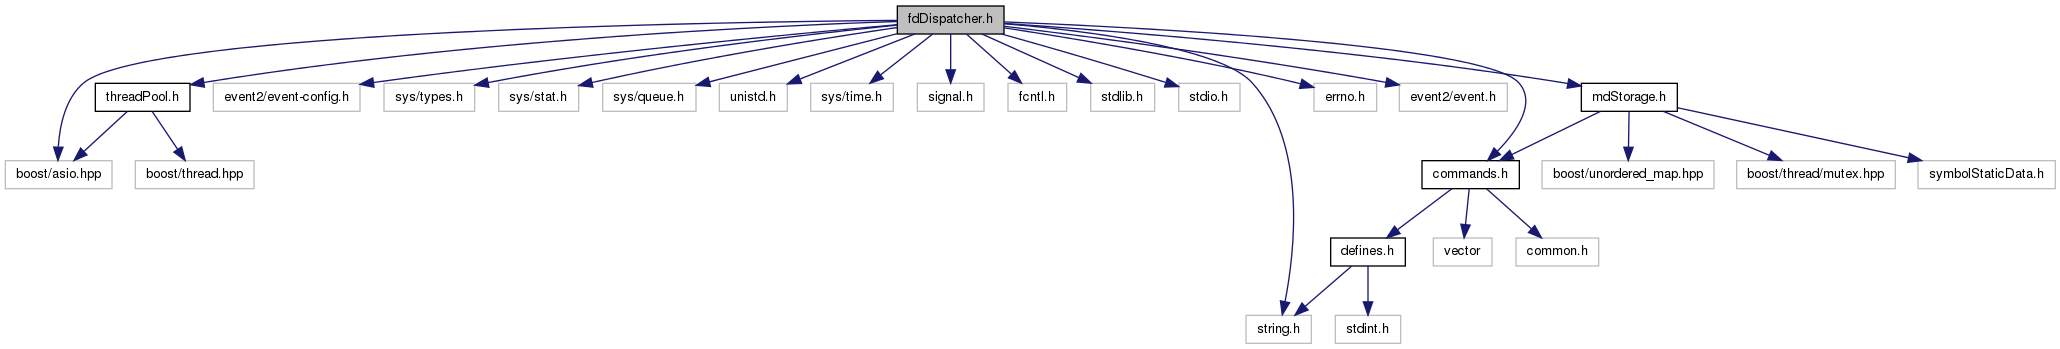 fdDispatcher.h
threadPool.h
event2/event-config.h
sys/types.h
sys/stat.h
sys/queue.h
unistd.h
sys/time.h
signal.h
fcntl.h
stdlib.h
stdio.h
errno.h
event2/event.h
mdStorage.h
boost/asio.hpp
boost/thread.hpp
commands.h
boost/unordered_map.hpp
boost/thread/mutex.hpp
symbolStaticData.h
defines.h
vector
common.h
string.h
stdint.h